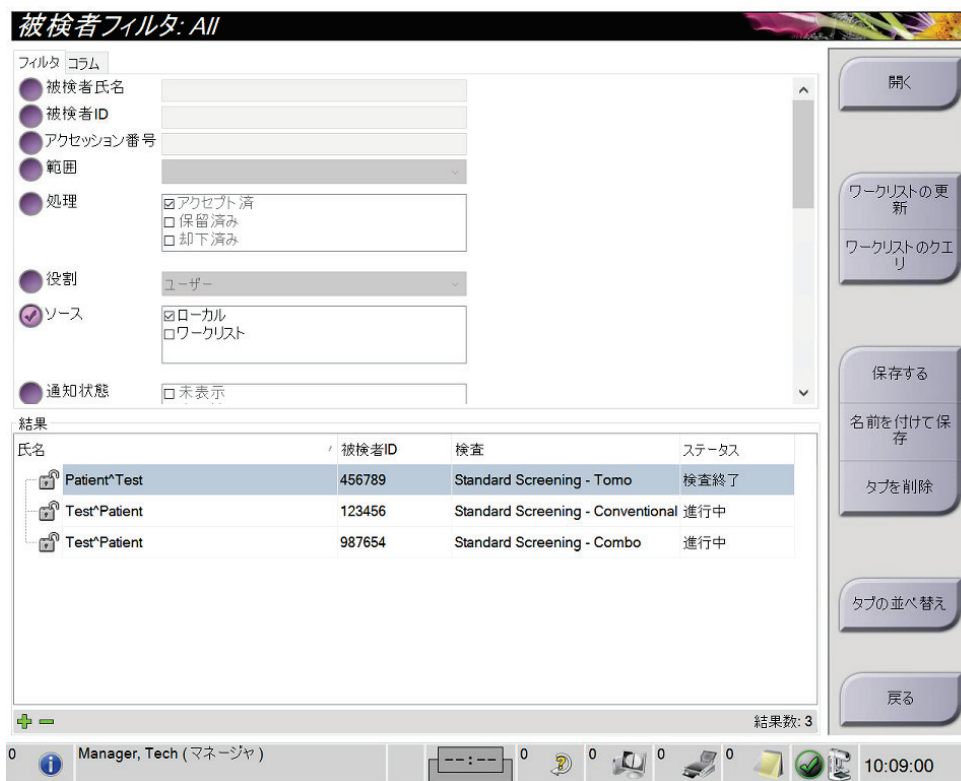 被検者フィルタ: All
フィルタ コラム
被検者氏名
被検者ID
アクセッション番号
範囲
処理
アクセプト済
保留済み
却下済み
役割
ユーザー
ソース
ローカル
ワークリスト
通知状態
未表示
結果
氏名 被検者ID 検査 ステータス
Patient^Test 456789 Standard Screening - Tomo 検査終了
Test^Patient 123456 Standard Screening - Conventional 進行中
Test^Patient 987654 Standard Screening - Combo 進行中
結果数: 3
開く
ワークリストの更
新
ワークリストのクエ
リ
保存する
名前を付けて保
存
タブを削除
タブの並べ替え
戻る
0 Manager, Tech (マネージャ) --:-- 0 0 0 0 10:09:00